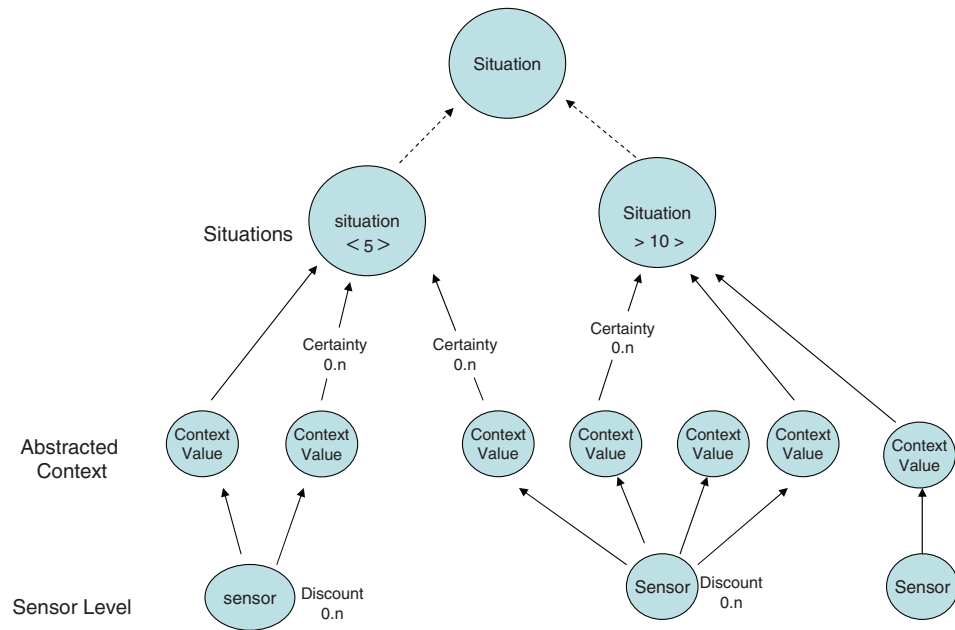 Situation
Situations
situation
< 5 >
Situation
> 10 >
Certainty
0.n
Certainty
0.n
Certainty
0.n
Abstracted
Context
Context
Value
Context
Value
Context
Value
Context
Value
Context
Value
Context
Value
Context
Value
Sensor Level
sensor
Discount
0.n
Sensor
Discount
0.n
Sensor